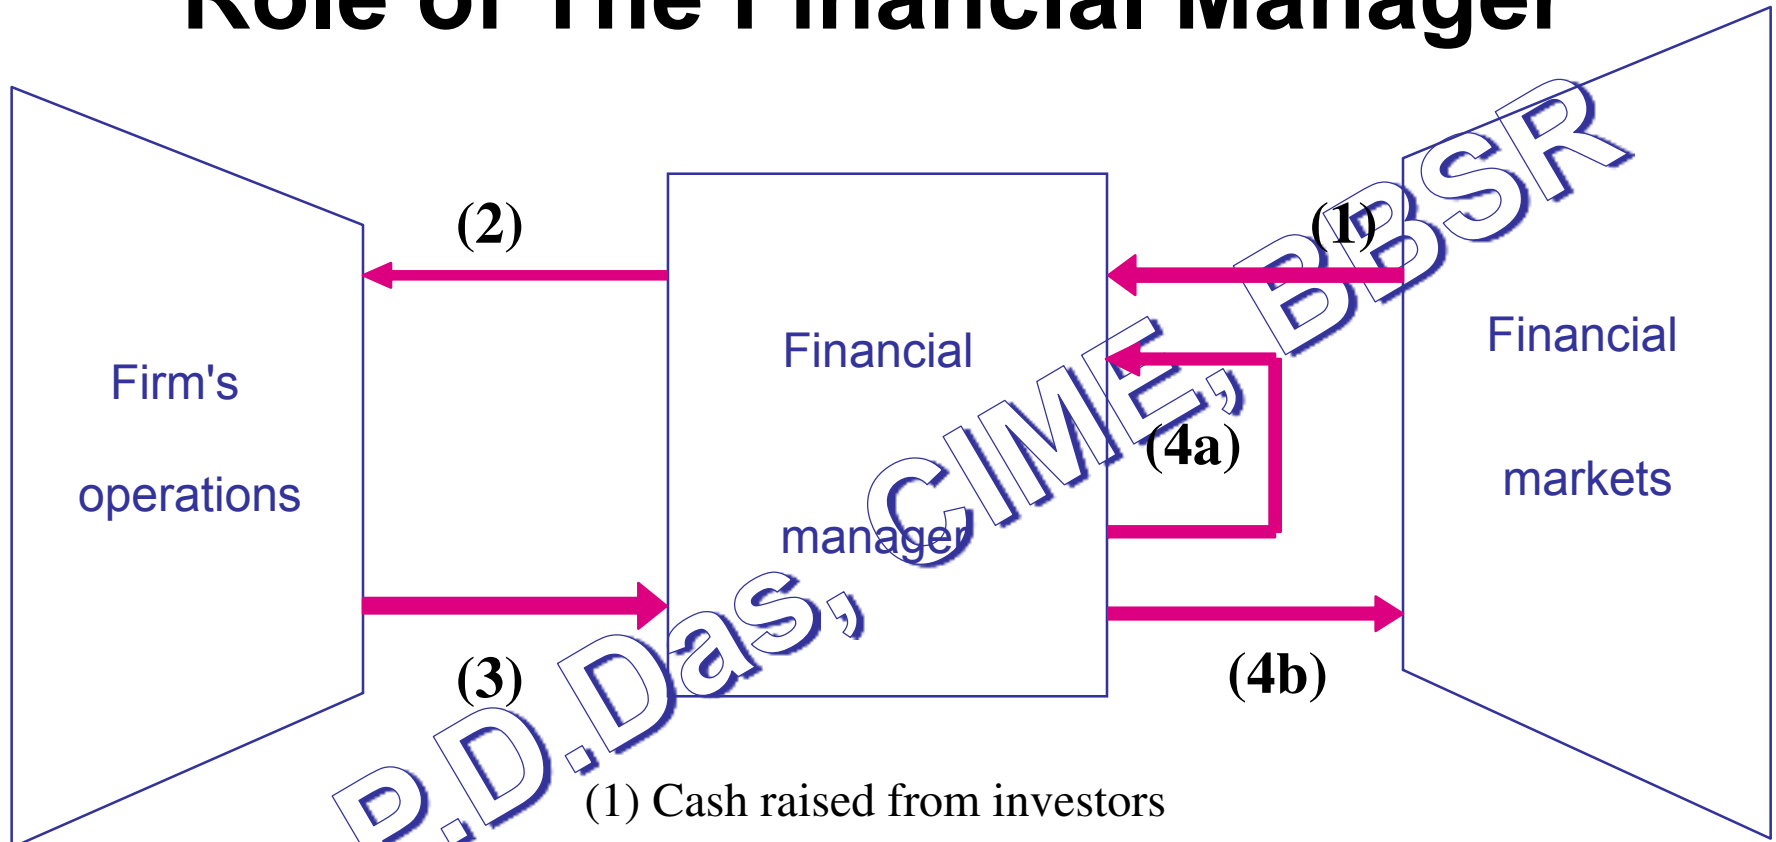 Role of The Financial Manager
(2)
(1)
Financial
Financial
Firm's
(4a)
markets
operations
manager
(3)
(4b)
(1) Cash raised from investors
P.D.Das, CIME, BBSR